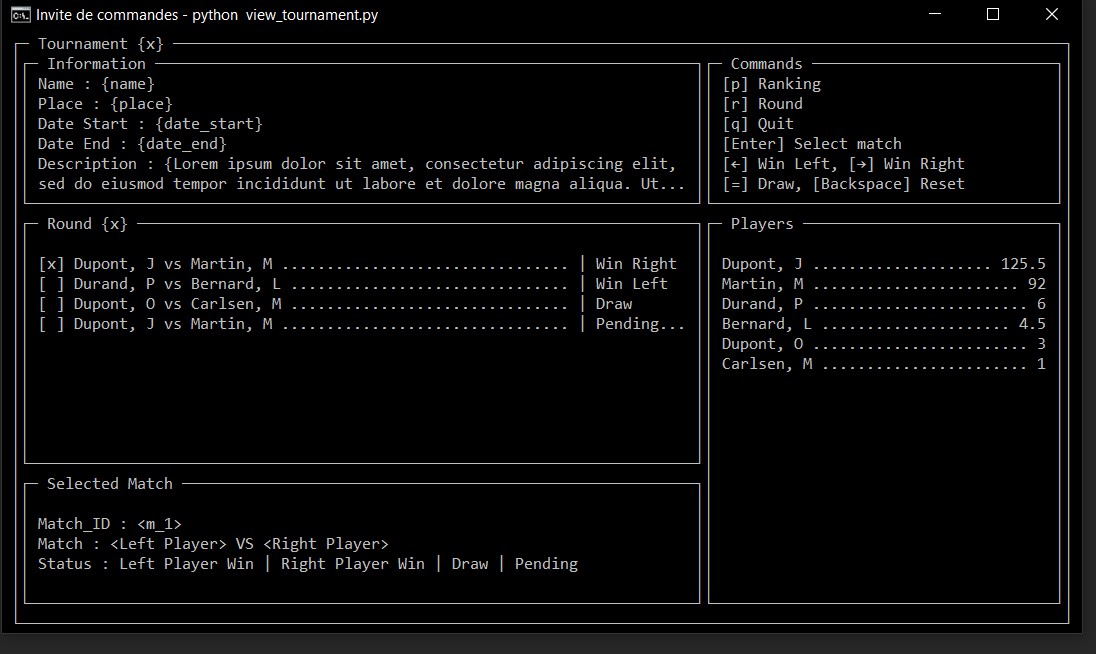 Invite de commandes - python  view_tournament.py
Tournament {x}
Information
Name : {name}
Place : {place}
Date Start : {date_start}
Date End : {date_end}
Description : {Lorem ipsum dolor sit amet, consectetur adipiscing elit,
sed do eiusmod tempor incididunt ut labore et dolore magna aliqua. Ut...
Commands
[p] Ranking
[r] Round
[q] Quit
[Enter] Select match
[←] Win Left, [→] Win Right
[=] Draw, [Backspace] Reset
Round {x}
[x] Dupont, J vs Martin, M ................................ | Win Right
[ ] Durand, P vs Bernard, L ............................... | Win Left
[ ] Dupont, O vs Carlsen, M ............................... | Draw
[ ] Dupont, J vs Martin, M ................................ | Pending...
Players
Dupont, J .................... 125.5
Martin, M ....................... 92
Durand, P ........................ 6
Bernard, L ..................... 4.5
Dupont, O ........................ 3
Carlsen, M ....................... 1
Selected Match
Match_ID : <m_1>
Match : <Left Player> VS <Right Player>
Status : Left Player Win | Right Player Win | Draw | Pending